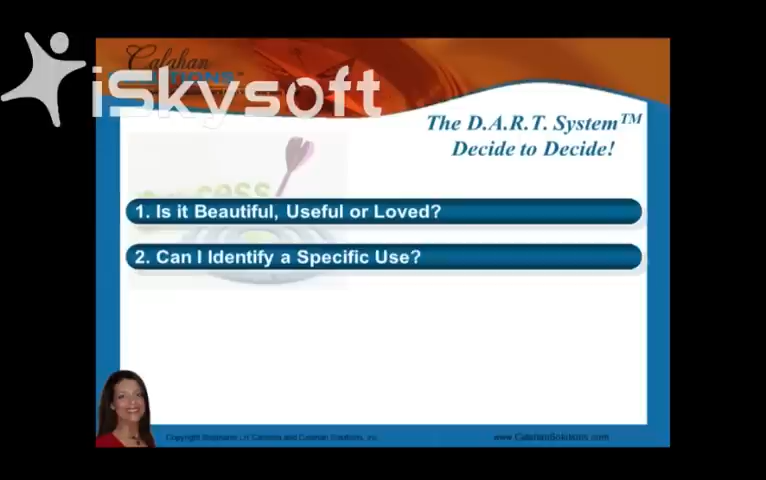 Calahan
iSkysoft
The D.A.R.T. System™
Decide to Decide!
1. Is it Beautiful, Useful or Loved?
2. Can I Identify a Specific Use?
www.CalahanSolutions.com